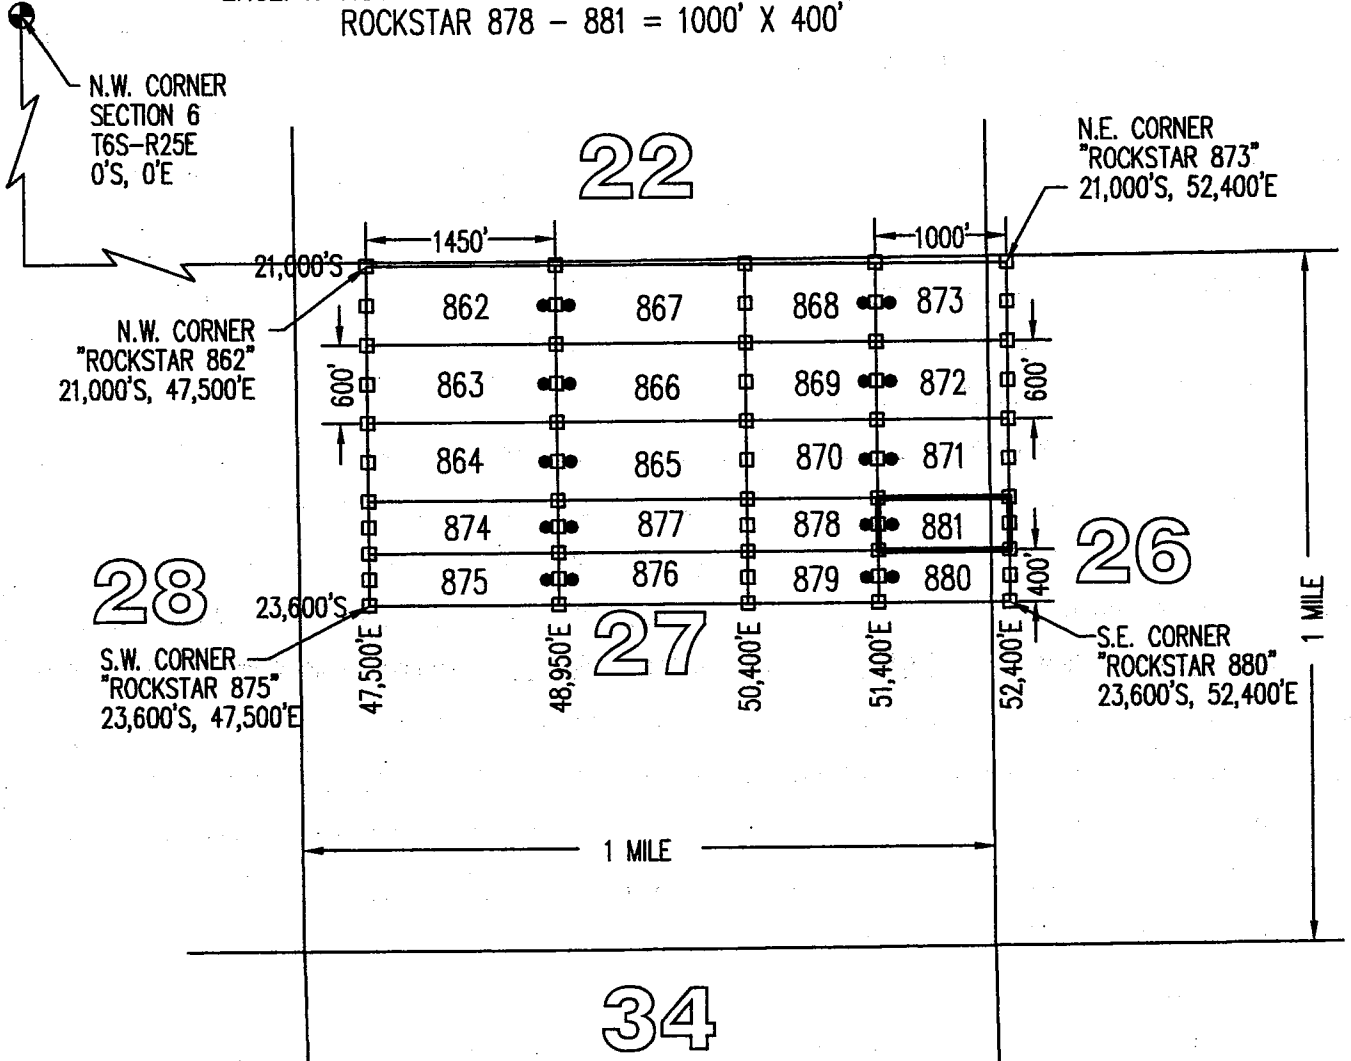 ROCKSTAR 878 - 881 = 1000' X 400'
N.W. CORNER
SECTION 6
T6S-R25E
0'S, 0'E
22
N.E. CORNER
"ROCKSTAR 873"
21,000'S, 52,400'E
1450'
1000'
21,000'S
862
867
868
873
N.W. CORNER
"ROCKSTAR 862"
21,000'S, 47,500'E
600'
863
866
869
872
600'
864
865
870
871
874
877
878
881
875
876
879
880
400'
28
26
23,600'S
27
1 MILE
S.W. CORNER
"ROCKSTAR 875"
23,600'S, 47,500'E
47,500'E
48,950'E
50,400'E
51,400'E
52,400'E
S.E. CORNER
"ROCKSTAR 880"
23,600'S, 52,400'E
1 MILE
34